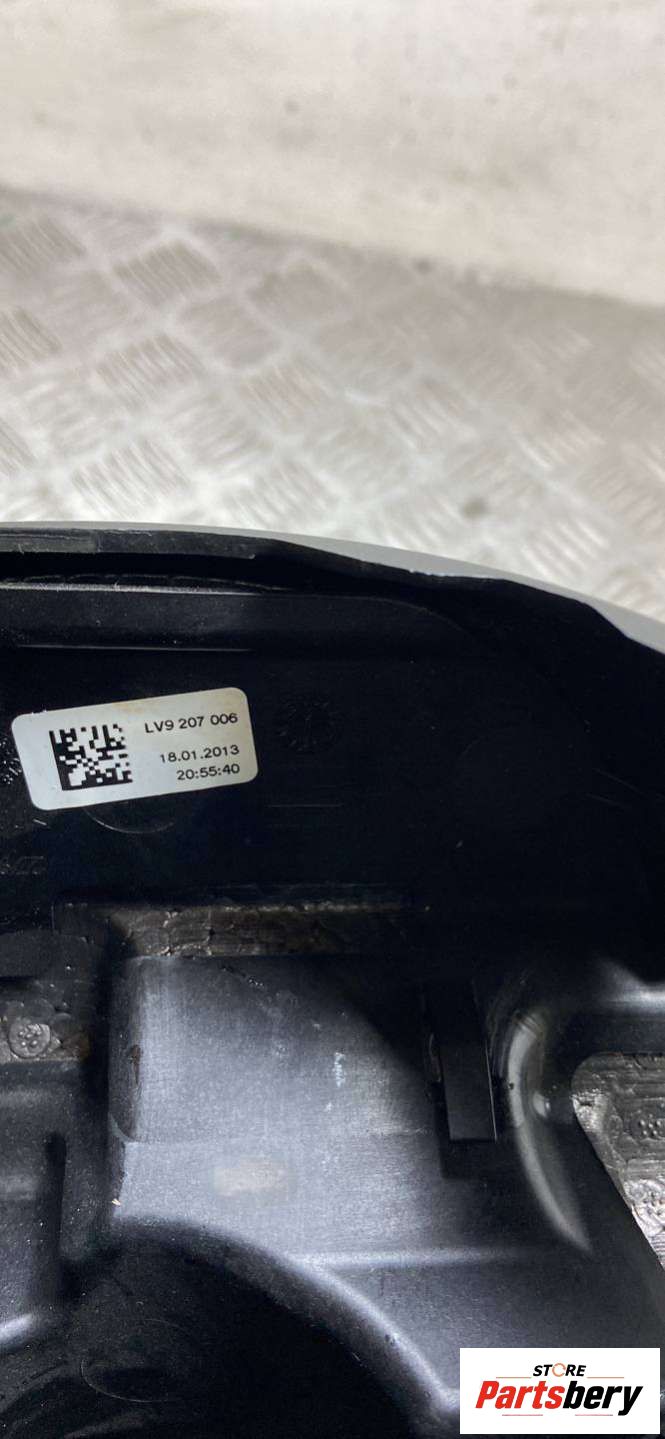 LV9 207 006
18.01.2013
20:55:40
STORE
Partsbery